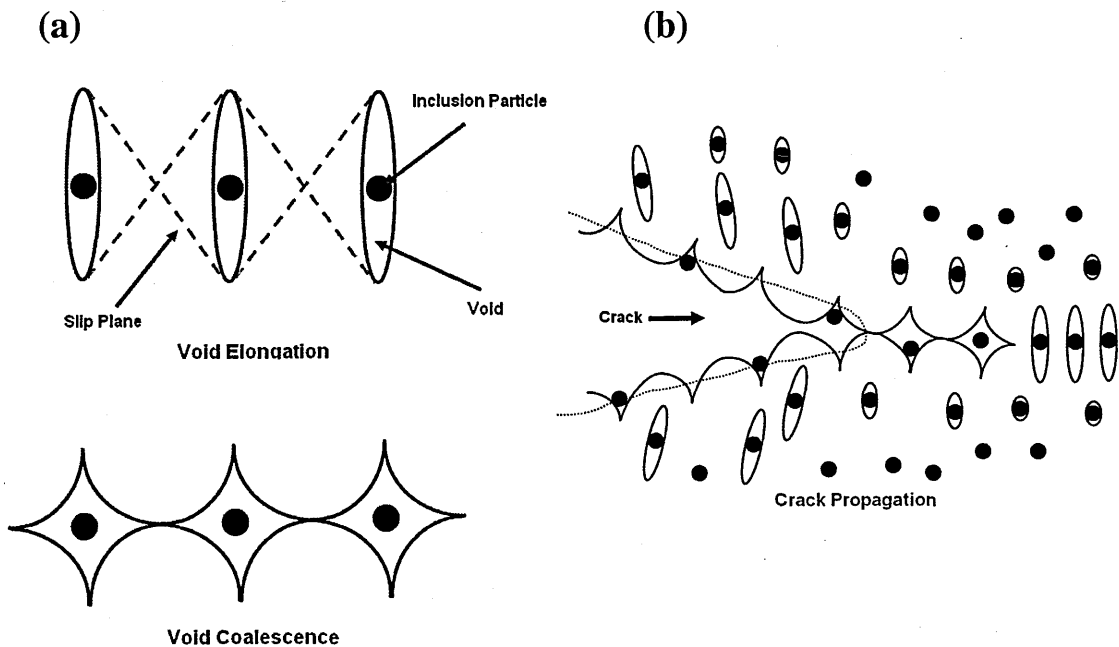 (a)
Inclusion Particle
Slip Plane
Void
Void Elongation
Void Coalescence
(b)
Crack
Crack Propagation